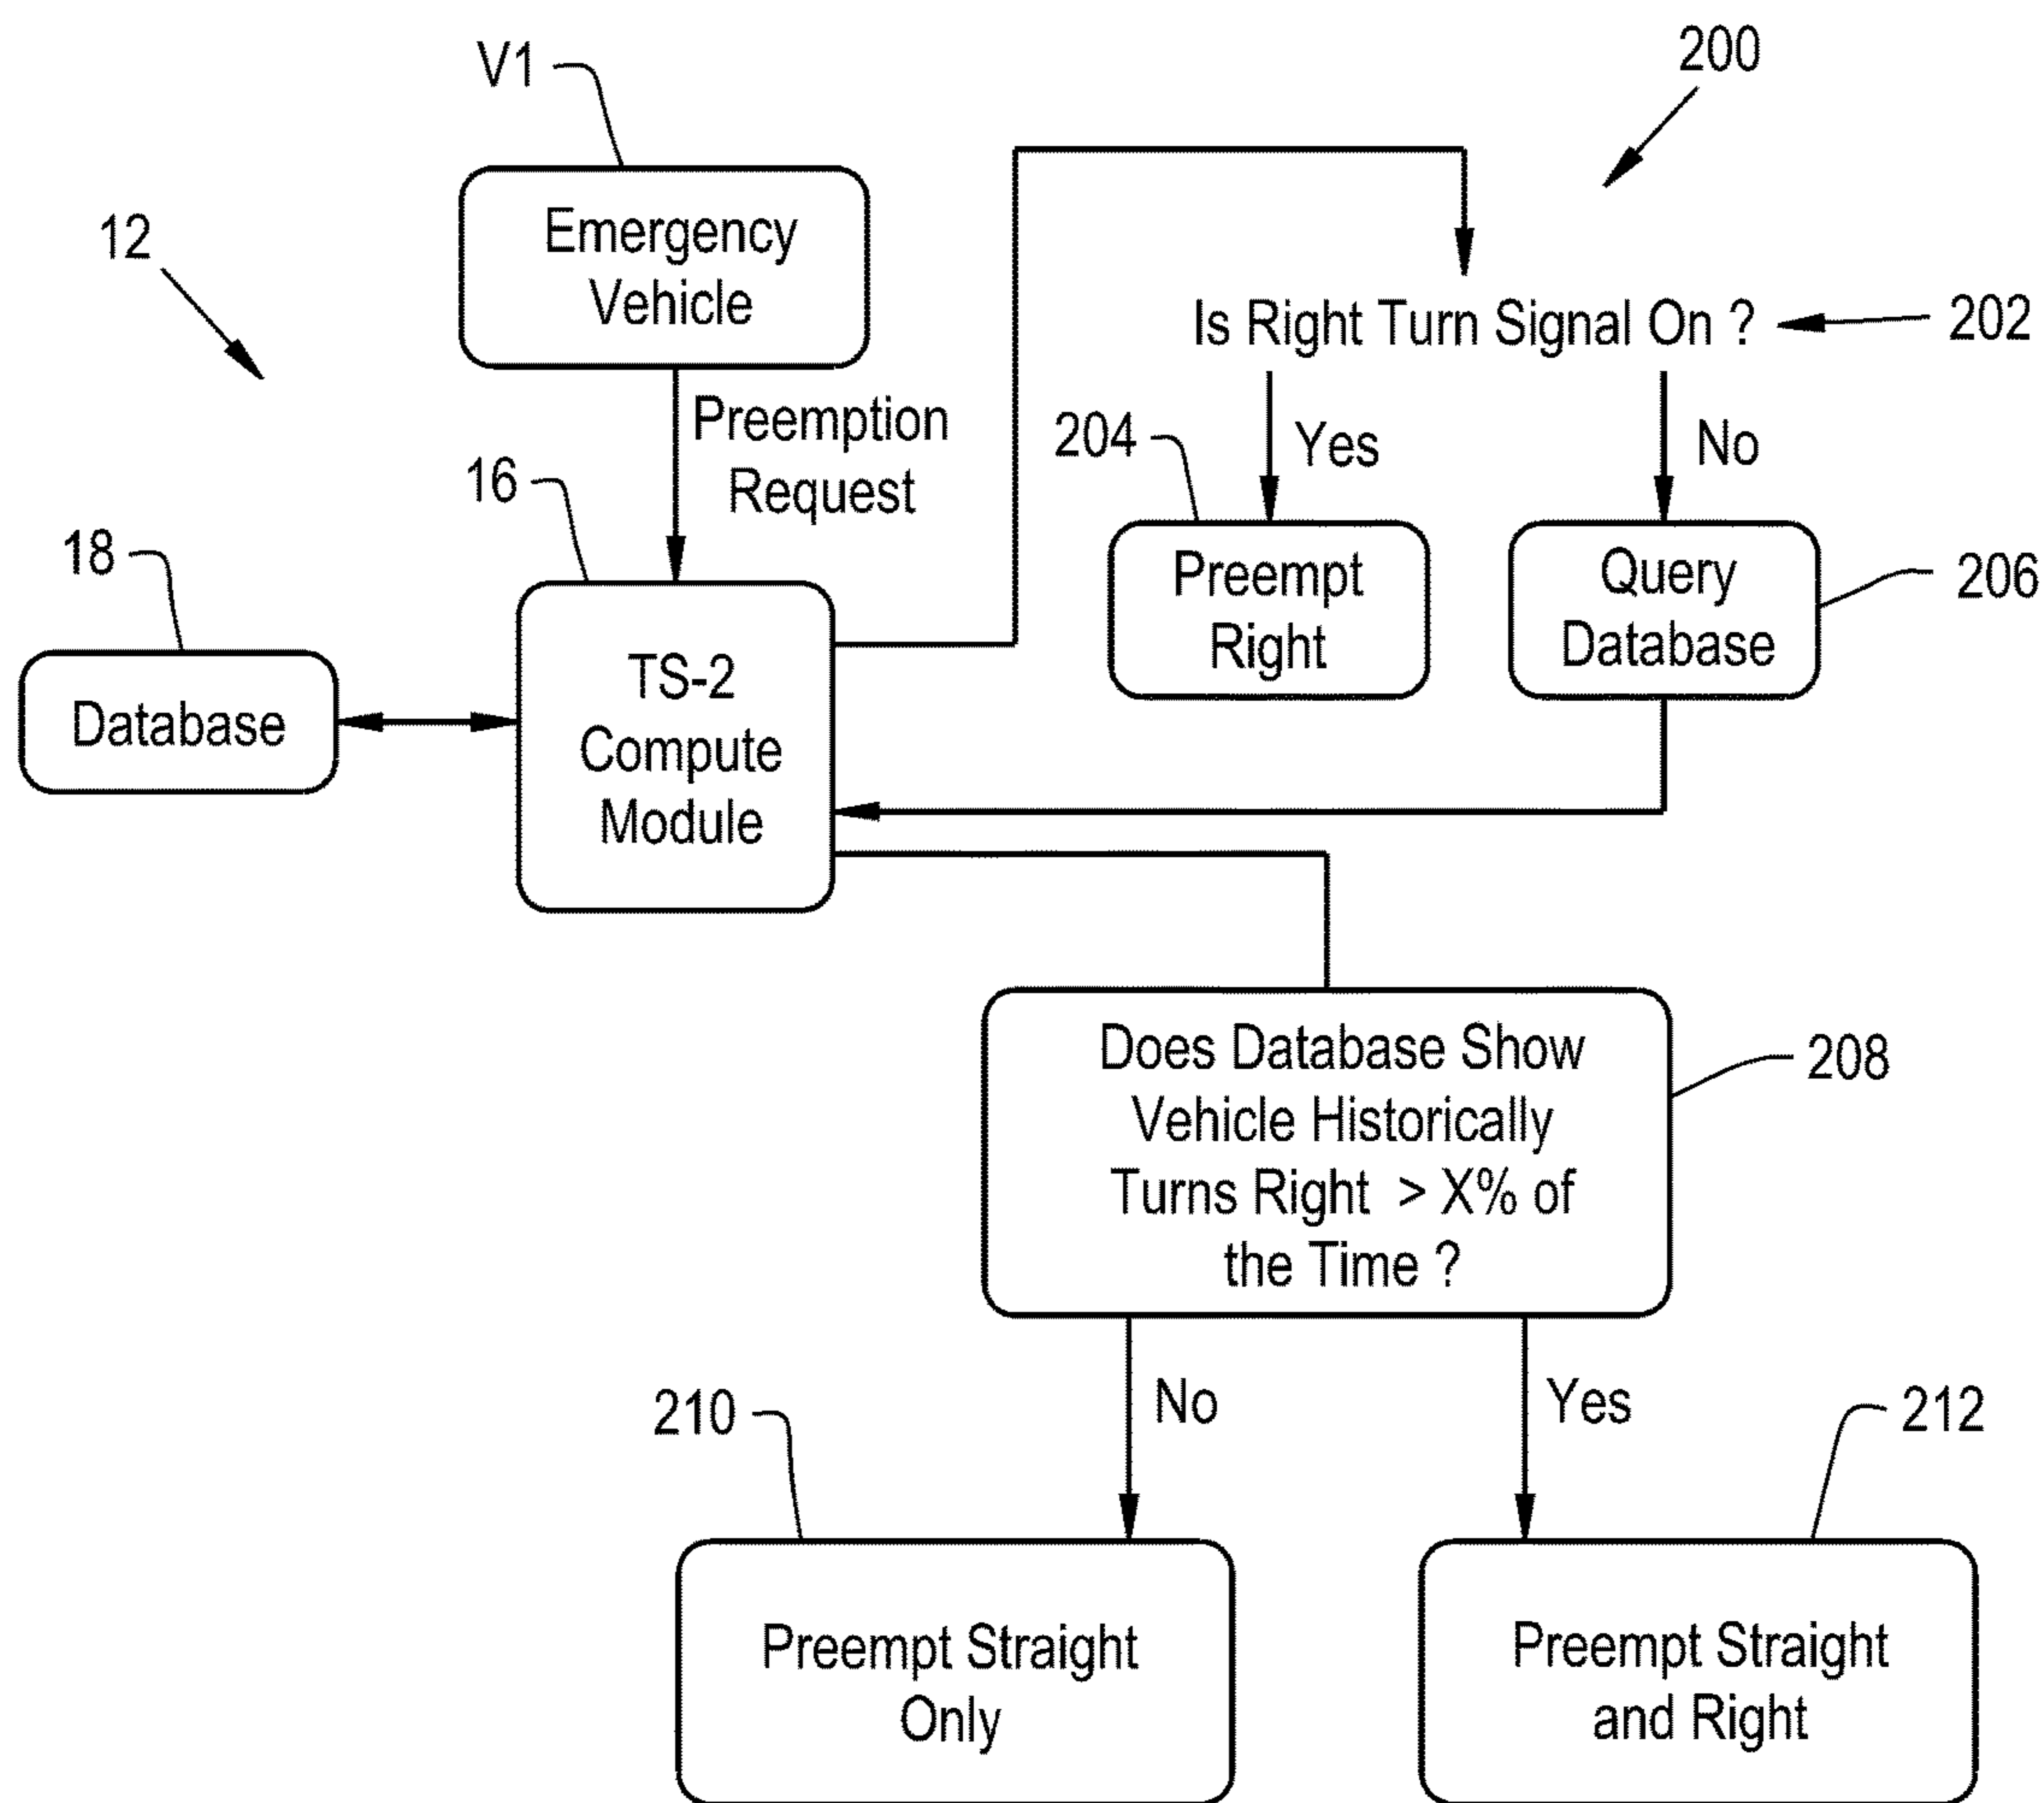 V1
200
12
Emergency
Vehicle
Is Right Turn Signal On ?
202
Preemption
Request
204
Yes
No
16
18
Preempt
Right
Query
Database
206
Database
TS-2
Compute
Module
Does Database Show
Vehicle Historically
Turns Right > X% of
the Time ?
208
No
Yes
210
212
Preempt Straight
Only
Preempt Straight
and Right